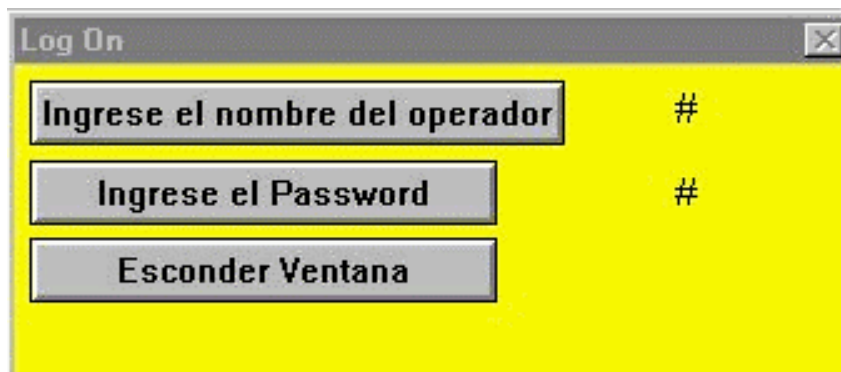 Log On
Ingrese el nombre del operador #
Ingrese el Password #
Esconder Ventana